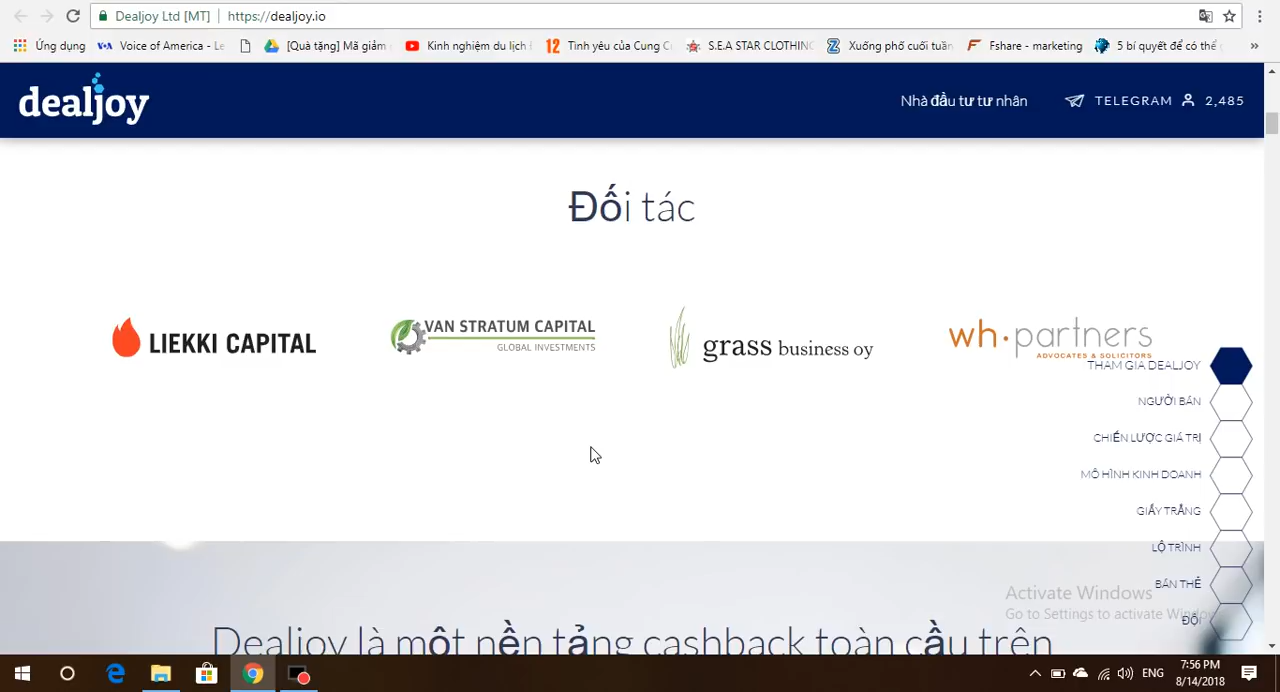 Dealjoy Ltd [MT] https://dealjoy.io
Ứng dụng Voice of America - Le [Quà tặng] Mã giảm Kinh nghiệm du lịch Tình yêu của Cung S.E.A STAR CLOTHING Xuống phố cuối tuần Fshare - marketing 5 bí quyết để có thể »
dealjoy Nhà đầu tư tư nhân TELEGRAM 2,485
Đối tác
LIEKKI CAPITAL
VAN STRATUM CAPITAL
GLOBAL INVESTMENTS
grass business oy
wh·partners
ADVOCATES & SOLICITORS
THAM GIA DEALJOY
NGƯỜI BÁN
CHIẾN LƯỢC GIÁ TRỊ
MÔ HÌNH KINH DOANH
GIẤY TRẮNG
LỘ TRÌNH
BÁN THẺ
ĐỘI
Activate Windows
Go to Settings to activate Windows
Dealjoy là một nền tảng cashback toàn cầu trên
ENG 7:56 PM
8/14/2018